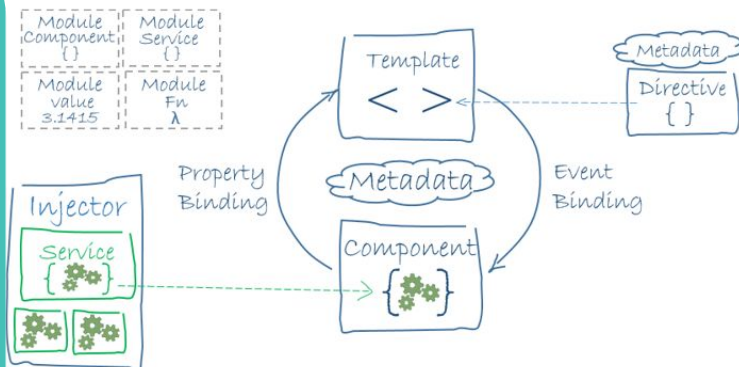 Module
Component
{ }
Module
Service
{ }
Module
value
3.1415
Module
Fn
λ
Template
< >
Metadata
Directive
{ }
Property
Binding
Metadata
Event
Binding
Injector
Service
{ }
Component
{ }